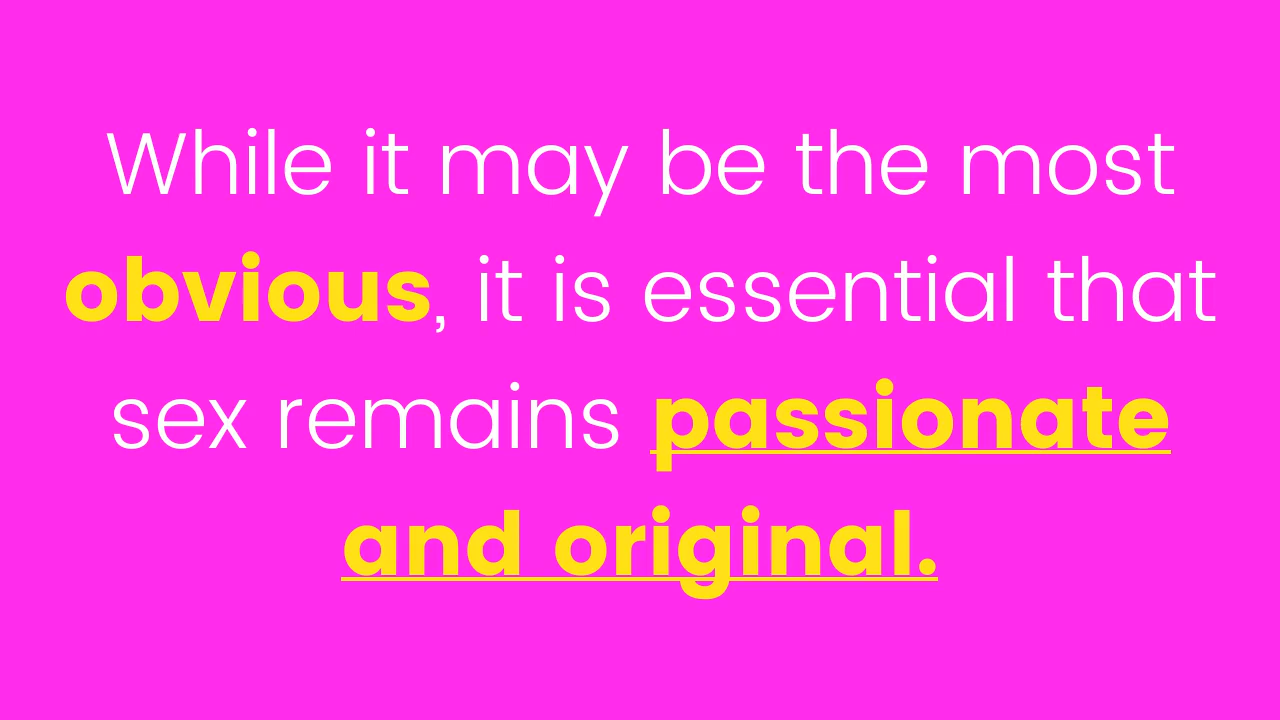 While it may be the most
obvious, it is essential that
sex remains passionate
and original.